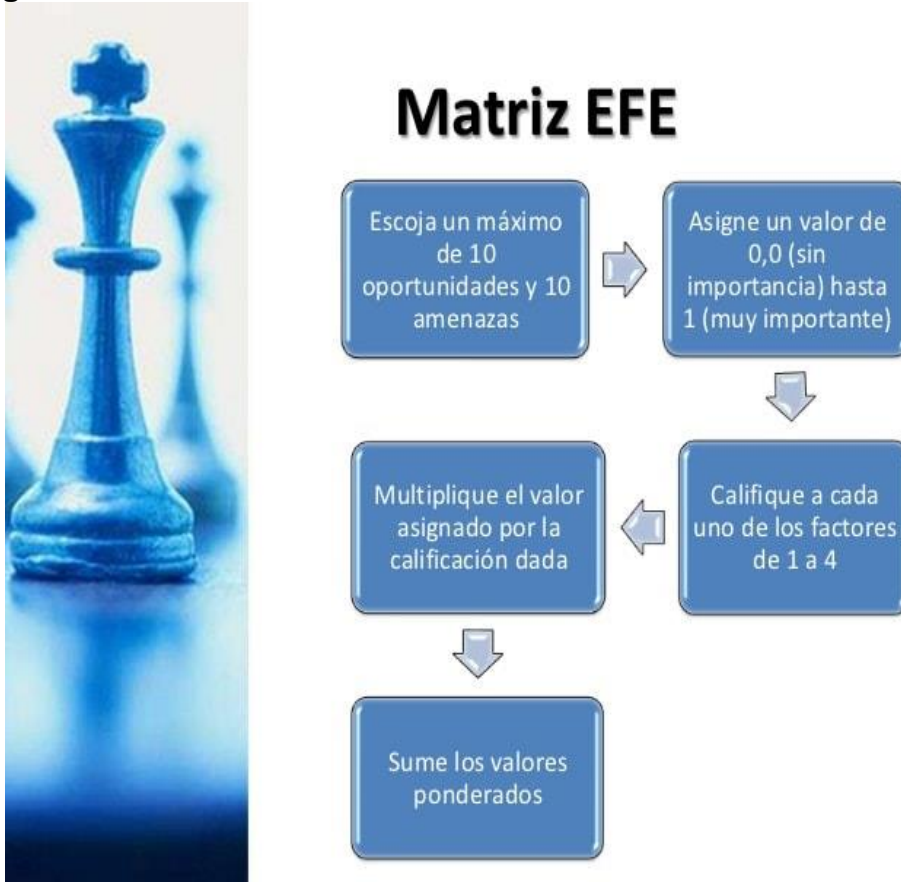 Matriz EFE
Escoja un máximo
de 10
oportunidades y 10
amenazas
Asigne un valor de
0,0 (sin
importancia) hasta
1 (muy importante)
Califique a cada
uno de los factores
de 1 a 4
Multiplique el valor
asignado por la
calificación dada
Sume los valores
ponderados